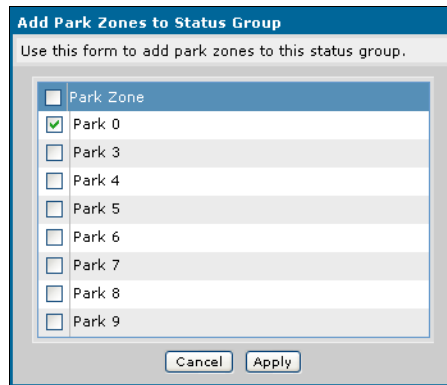 Add Park Zones to Status Group
Use this form to add park zones to this status group.
Park Zone
Park 0
Park 3
Park 4
Park 5
Park 6
Park 7
Park 8
Park 9
Cancel Apply